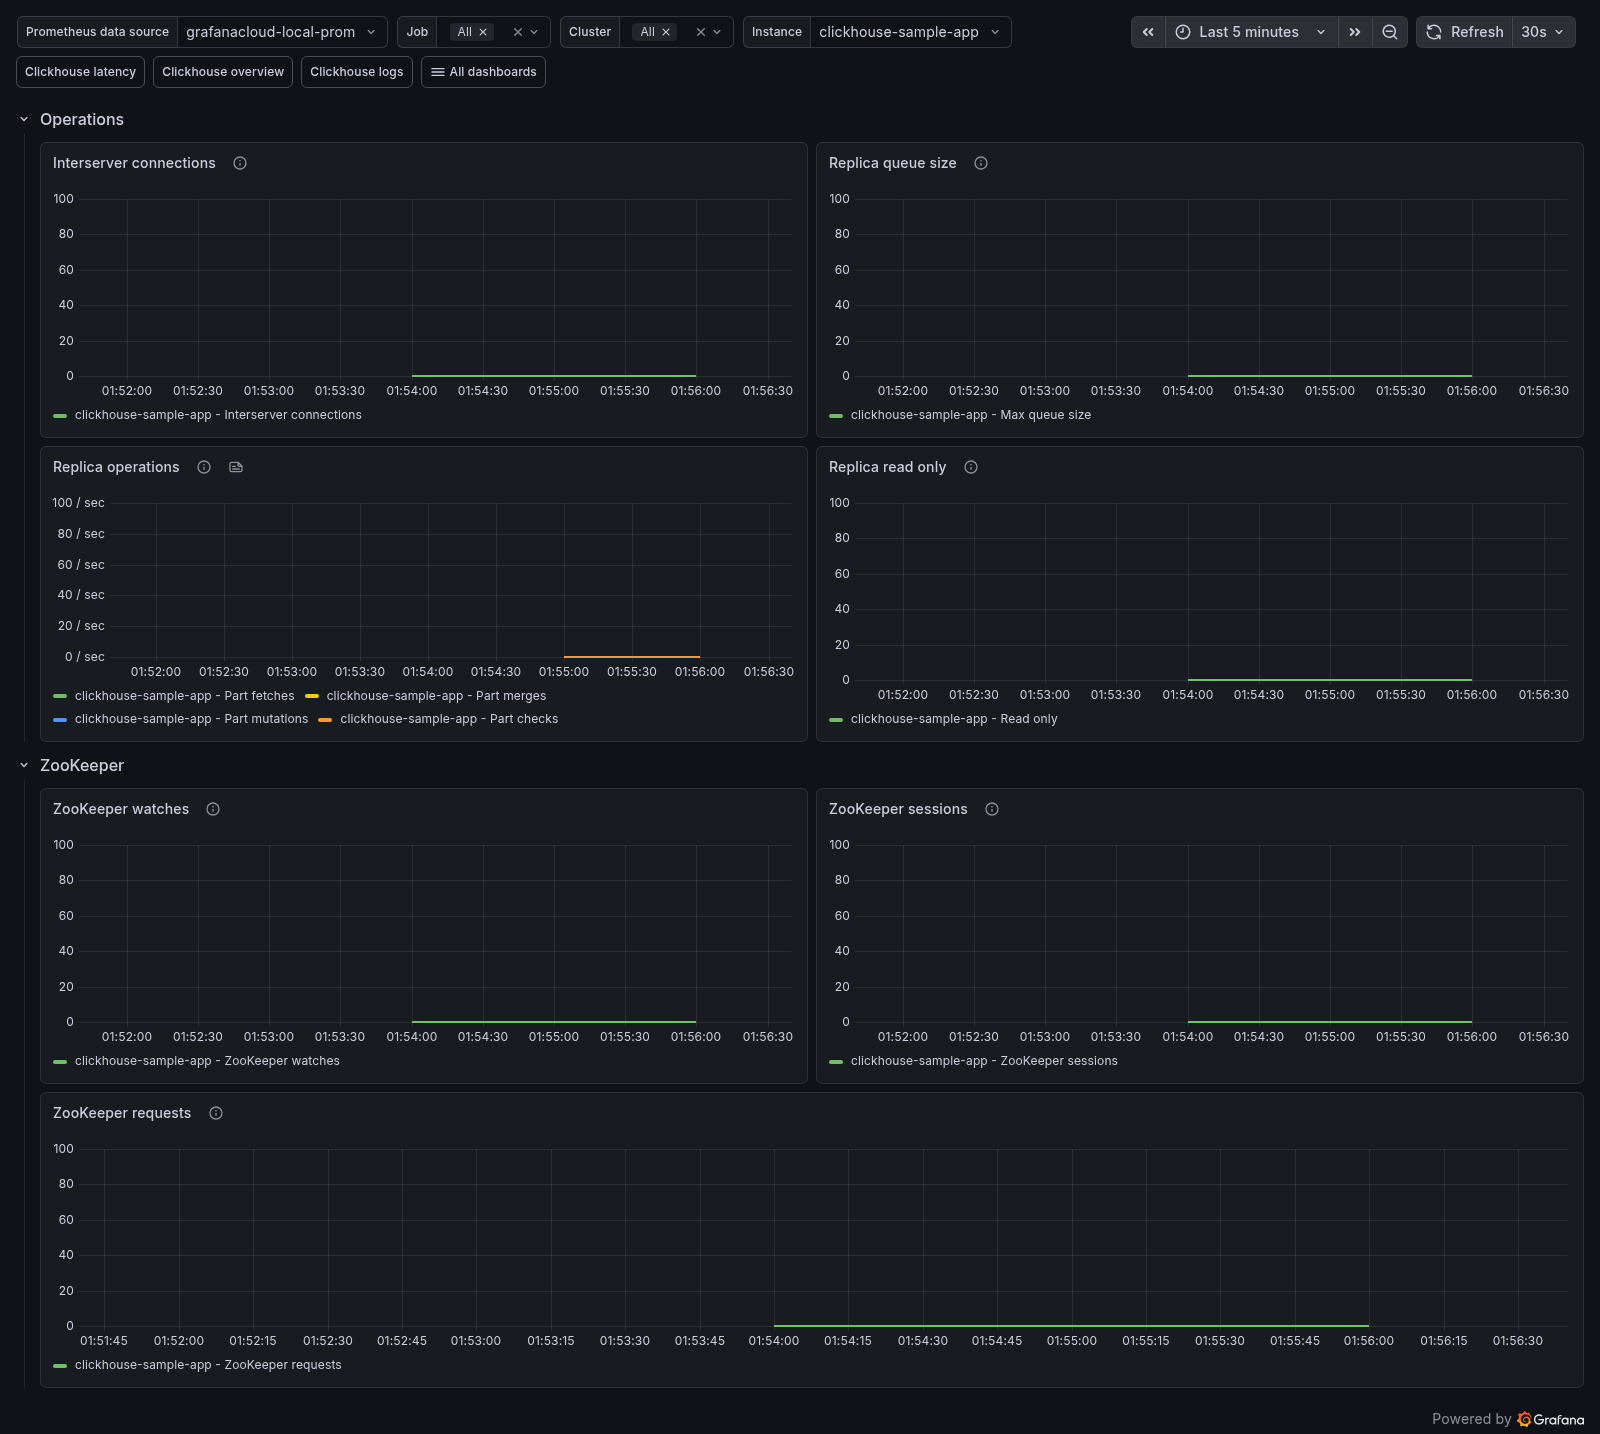 Prometheus data source grafanacloud-local-prom Job All Cluster All Instance clickhouse-sample-app Last 5 minutes Refresh 30s
Clickhouse latency Clickhouse overview Clickhouse logs All dashboards
Operations
Interserver connections
100
80
60
40
20
0
01:52:00 01:52:30 01:53:00 01:53:30 01:54:00 01:54:30 01:55:00 01:55:30 01:56:00 01:56:30
clickhouse-sample-app - Interserver connections
Replica queue size
100
80
60
40
20
0
01:52:00 01:52:30 01:53:00 01:53:30 01:54:00 01:54:30 01:55:00 01:55:30 01:56:00 01:56:30
clickhouse-sample-app - Max queue size
Replica operations
100 / sec
80 / sec
60 / sec
40 / sec
20 / sec
0 / sec
01:52:00 01:52:30 01:53:00 01:53:30 01:54:00 01:54:30 01:55:00 01:55:30 01:56:00 01:56:30
clickhouse-sample-app - Part fetches clickhouse-sample-app - Part merges
clickhouse-sample-app - Part mutations clickhouse-sample-app - Part checks
Replica read only
100
80
60
40
20
0
01:52:00 01:52:30 01:53:00 01:53:30 01:54:00 01:54:30 01:55:00 01:55:30 01:56:00 01:56:30
clickhouse-sample-app - Read only
ZooKeeper
ZooKeeper watches
100
80
60
40
20
0
01:52:00 01:52:30 01:53:00 01:53:30 01:54:00 01:54:30 01:55:00 01:55:30 01:56:00 01:56:30
clickhouse-sample-app - ZooKeeper watches
ZooKeeper sessions
100
80
60
40
20
0
01:52:00 01:52:30 01:53:00 01:53:30 01:54:00 01:54:30 01:55:00 01:55:30 01:56:00 01:56:30
clickhouse-sample-app - ZooKeeper sessions
ZooKeeper requests
100
80
60
40
20
0
01:51:45 01:52:00 01:52:15 01:52:30 01:52:45 01:53:00 01:53:15 01:53:30 01:53:45 01:54:00 01:54:15 01:54:30 01:54:45 01:55:00 01:55:15 01:55:30 01:55:45 01:56:00 01:56:15 01:56:30
clickhouse-sample-app - ZooKeeper requests
Powered by Grafana